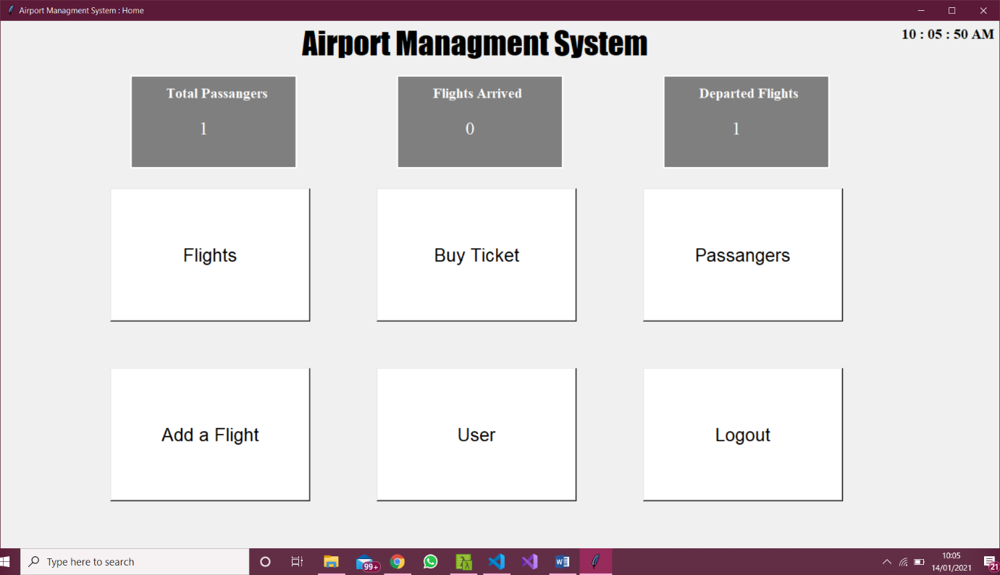 Airport Managment System : Home
Airport Managment System
10 : 05 : 50 AM
Total Passangers
1
Flights Arrived
0
Departed Flights
1
Flights
Buy Ticket
Passangers
Add a Flight
User
Logout
Type here to search
99+
10:05
14/01/2021
21